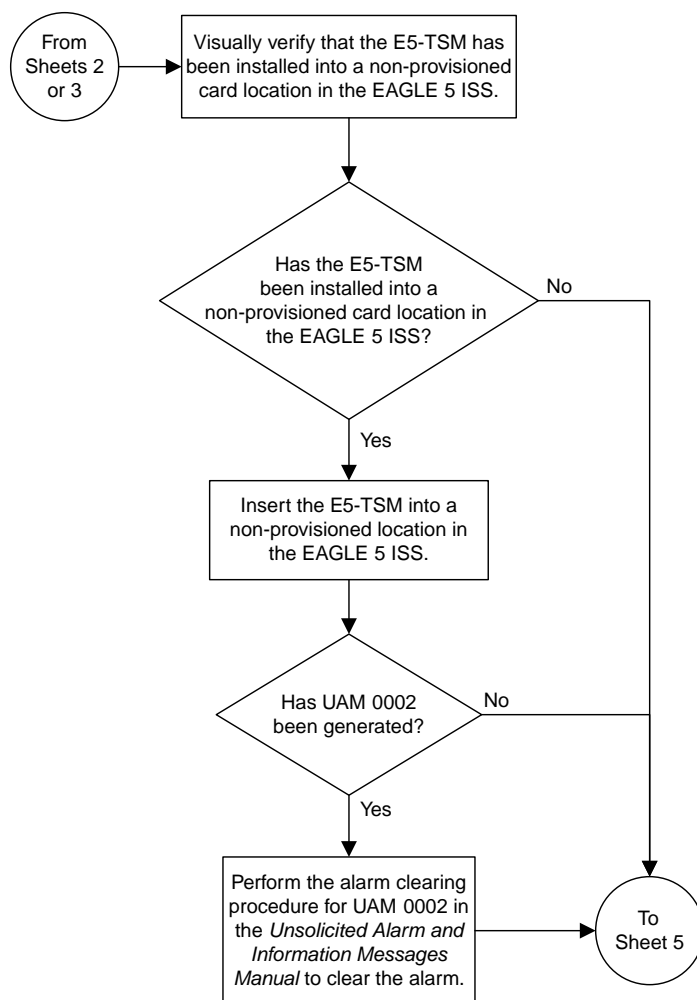 From
Sheets 2
or 3
Visually verify that the E5-TSM has
been installed into a non-provisioned
card location in the EAGLE 5 ISS.
Has the E5-TSM
been installed into a
non-provisioned card location in
the EAGLE 5 ISS?
No
Yes
Insert the E5-TSM into a
non-provisioned location in
the EAGLE 5 ISS.
Has UAM 0002
been generated?
No
Yes
Perform the alarm clearing
procedure for UAM 0002 in
the Unsolicited Alarm and
Information Messages
Manual to clear the alarm.
To
Sheet 5